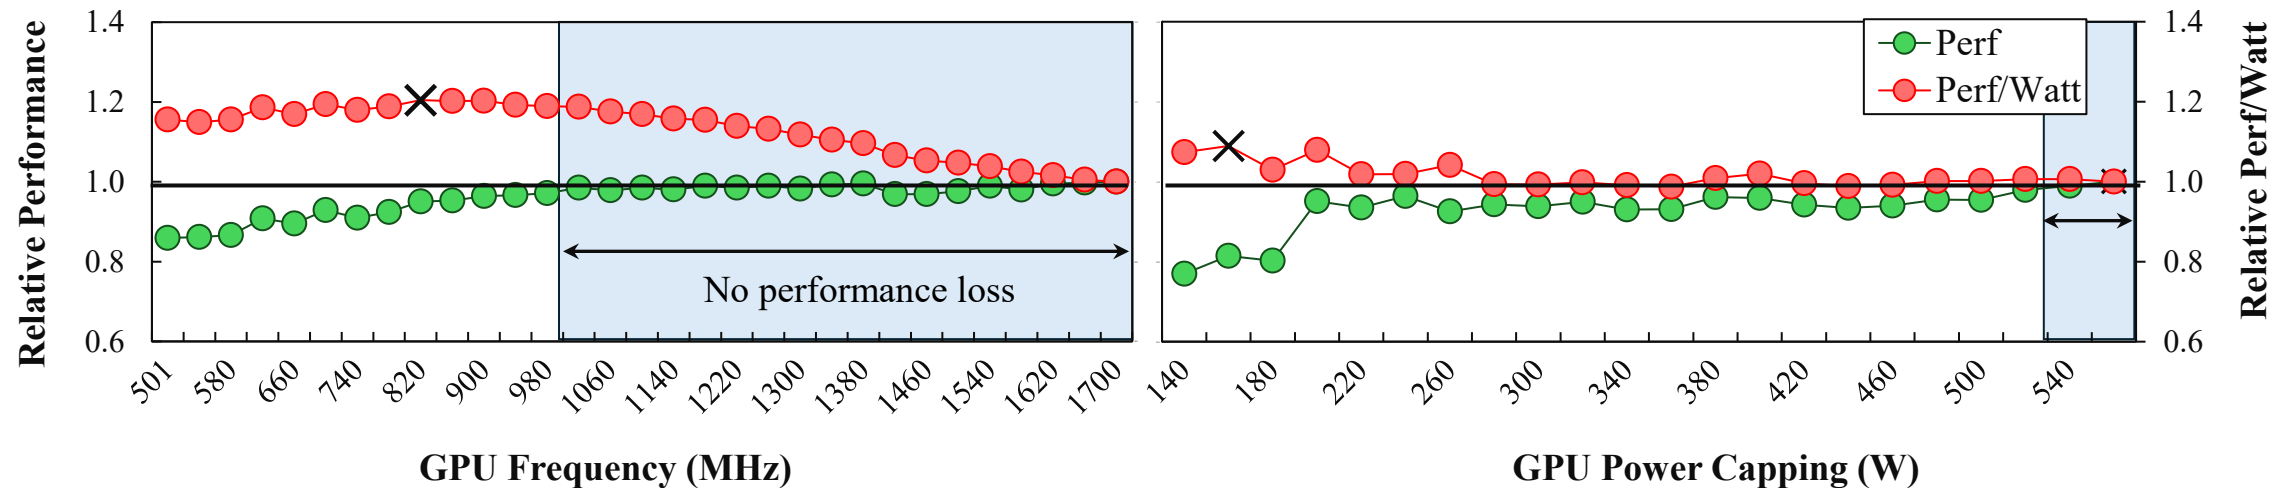 Relative Performance
1.4
1.2
1.0
0.8
0.6
No performance loss
501 580 660 740 820 900 980 1060 1140 1220 1300 1380 1460 1540 1620 1700
GPU Frequency (MHz)
Perf
Perf/Watt
140 180 220 260 300 340 380 420 460 500 540
GPU Power Capping (W)
1.4
1.2
1.0
0.8
0.6
Relative Perf/Watt